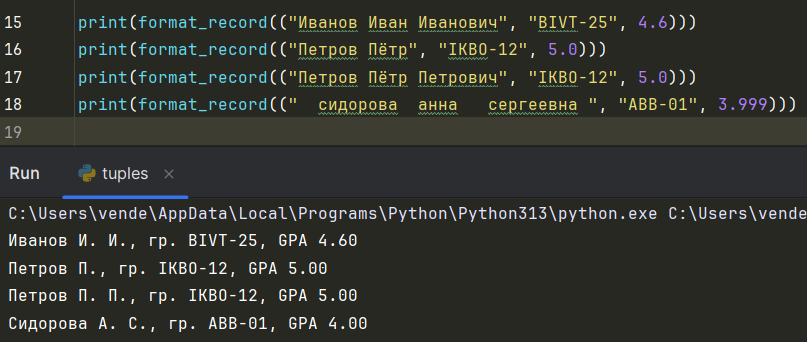 15 print(format_record(("Иванов Иван Иванович", "BIVT-25", 4.6)))
16 print(format_record(("Петров Пётр", "IKBO-12", 5.0)))
17 print(format_record(("Петров Пётр Петрович", "IKBO-12", 5.0)))
18 print(format_record(("  сидорова  анна   сергеевна ", "ABB-01", 3.999)))
19
Run tuples ×
C:\Users\vende\AppData\Local\Programs\Python\Python313\python.exe C:\Users\vende
Иванов И. И., гр. BIVT-25, GPA 4.60
Петров П., гр. IKBO-12, GPA 5.00
Петров П. П., гр. IKBO-12, GPA 5.00
Сидорова А. С., гр. ABB-01, GPA 4.00